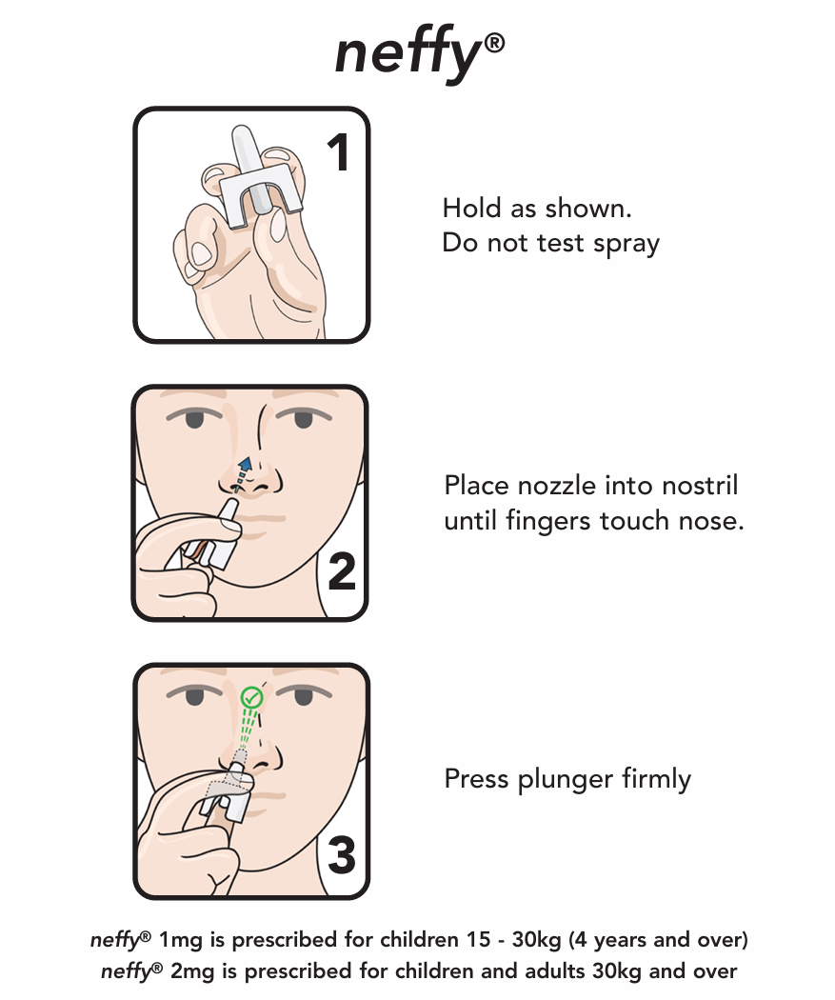 neffy®
1
Hold as shown.
Do not test spray
Place nozzle into nostril
until fingers touch nose.
2
Press plunger firmly
3
neffy® 1mg is prescribed for children 15 - 30kg (4 years and over)
neffy® 2mg is prescribed for children and adults 30kg and over